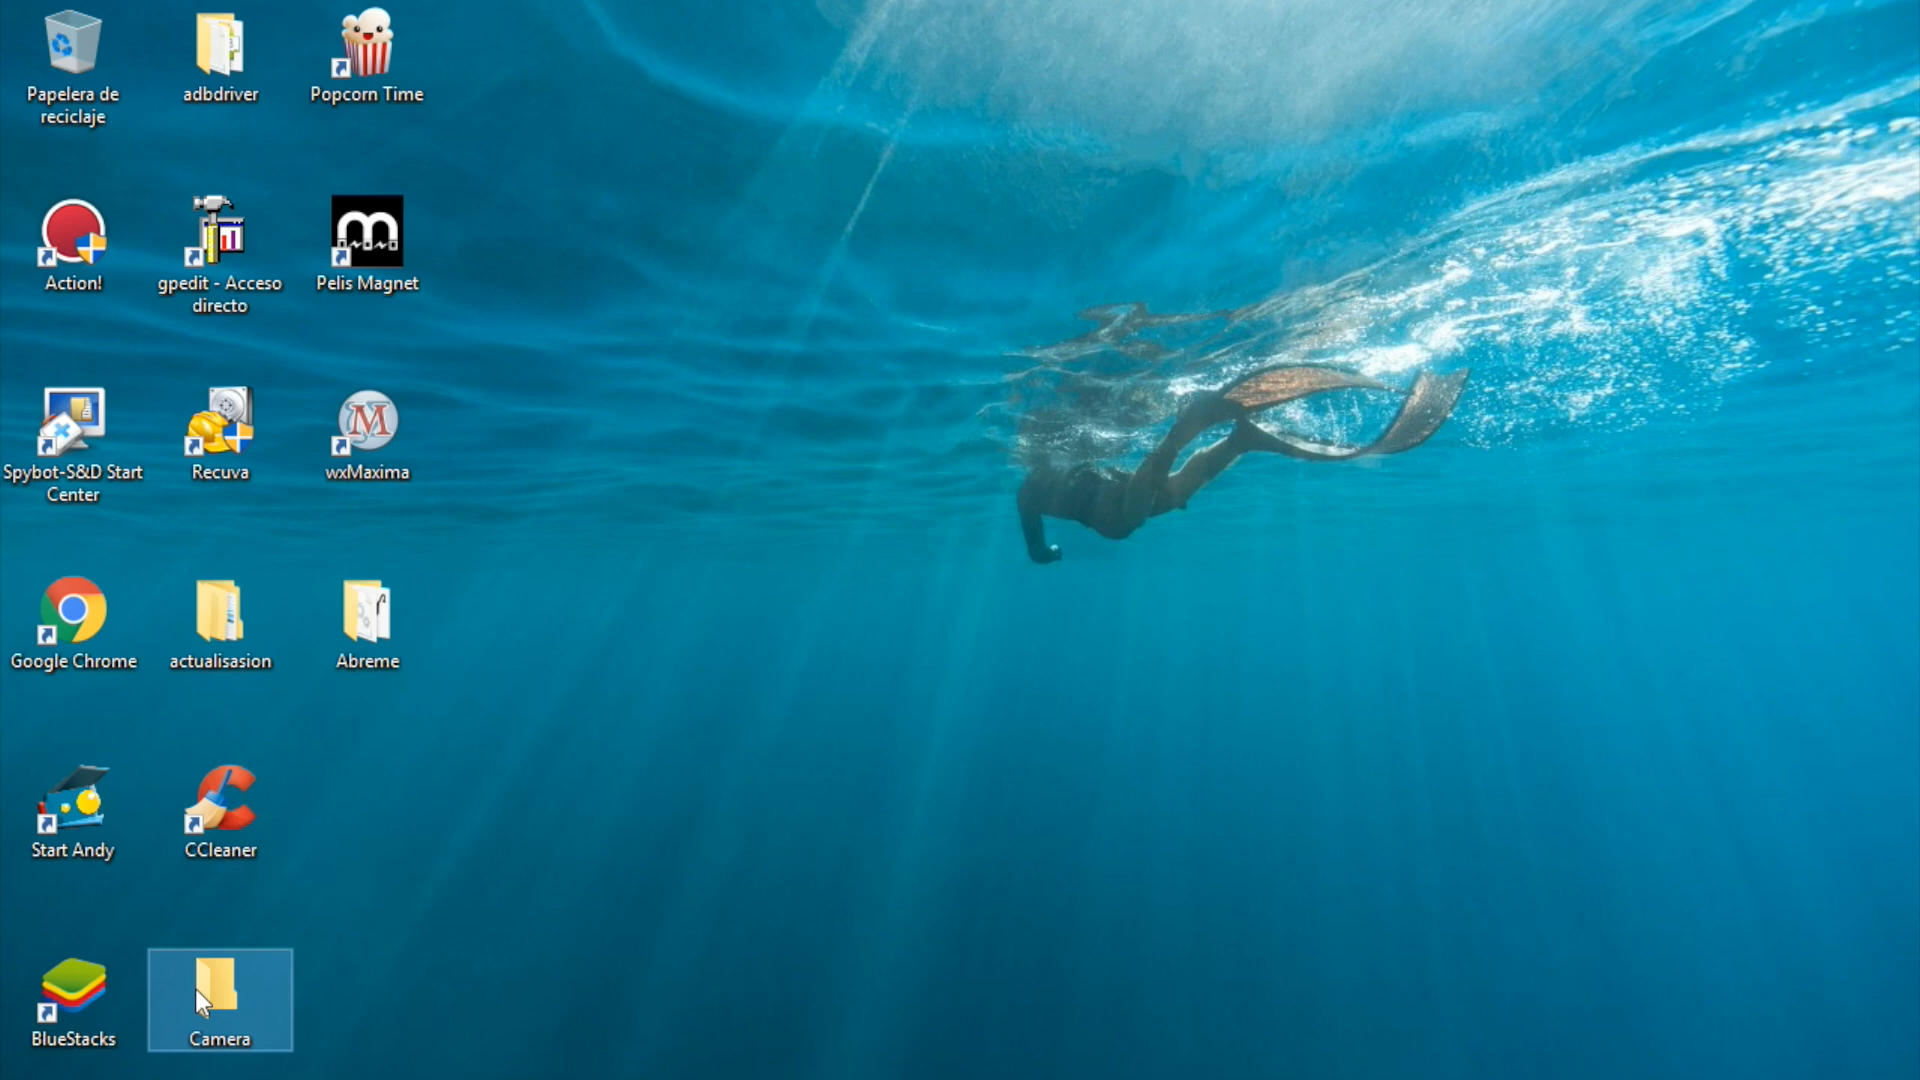 Papelera de
reciclaje
adbdriver
Popcorn Time
Action!
gpedit - Acceso
directo
Pelis Magnet
Spybot-S&D Start
Center
Recuva
wxMaxima
Google Chrome
actualisasion
Abreme
Start Andy
CCleaner
BlueStacks
Camera